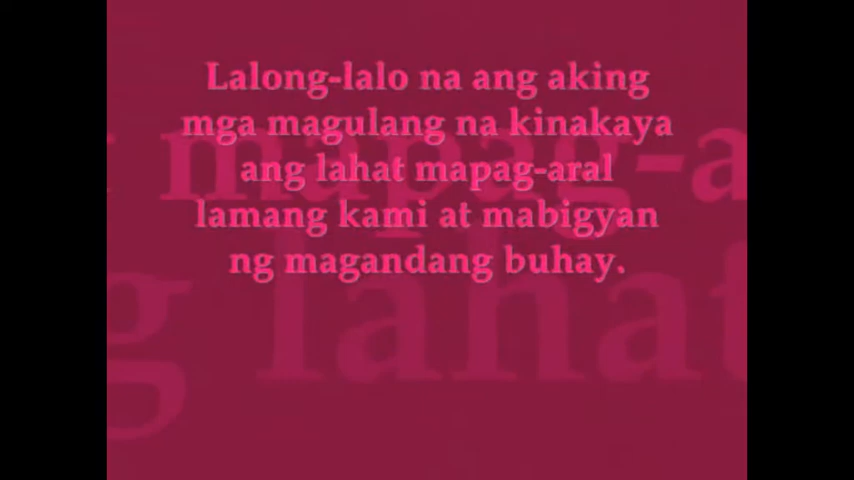 Lalong-lalo na ang aking
mga magulang na kinakaya
ang lahat mapag-aral
lamang kami at mabigyan
ng magandang buhay.